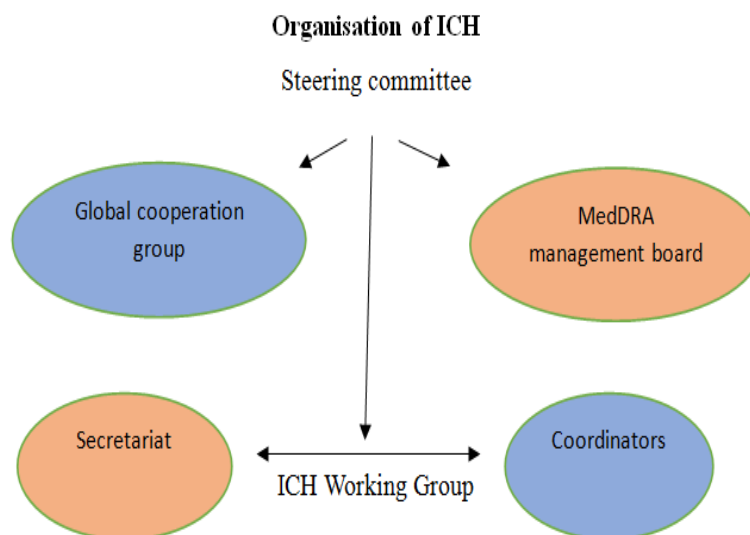 Organisation of ICH
Steering committee
Global cooperation
group
MedDRA
management board
Secretariat
Coordinators
ICH Working Group